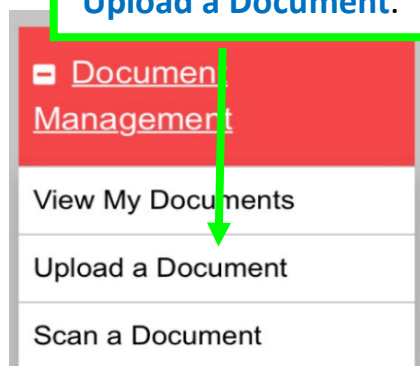 Upload a Document.
Document
Management
View My Documents
Upload a Document
Scan a Document